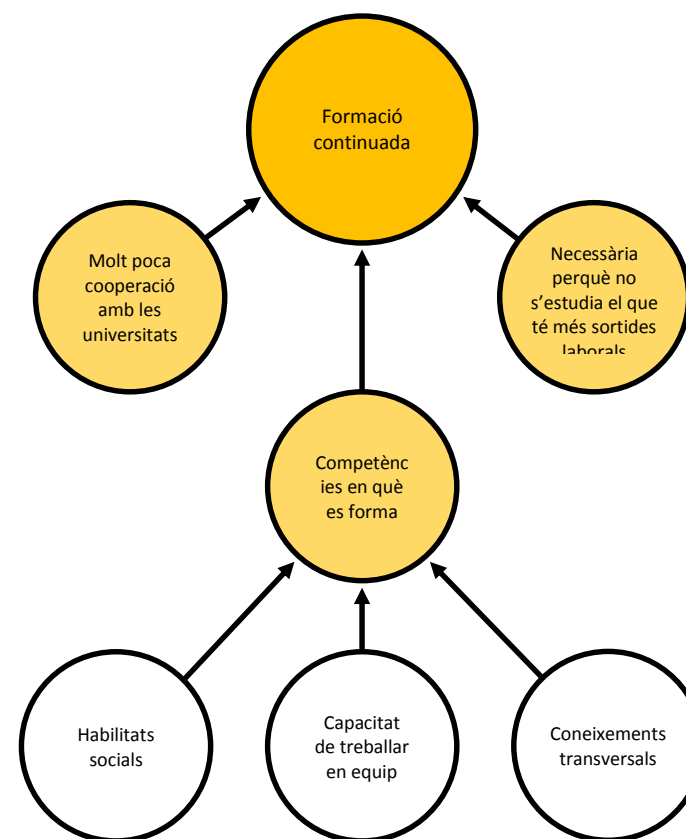 Formació
continuada
Molt poca
cooperació
amb les
universitats
Necessària
perquè no
s'estudia el que
té més sortides
laborals
Competènc
ies en què
es forma
Habilitats
socials
Capacitat
de treballar
en equip
Coneixements
transversals